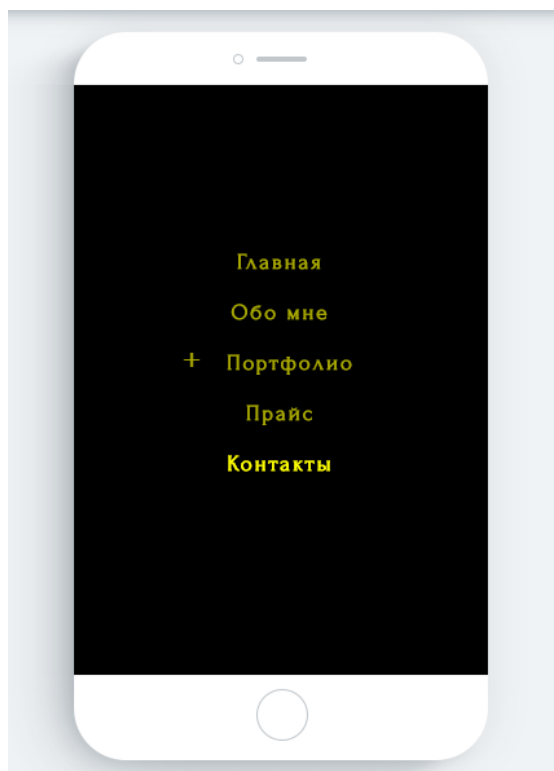 Главная
Обо мне
+ Портфолио
Прайс
Контакты